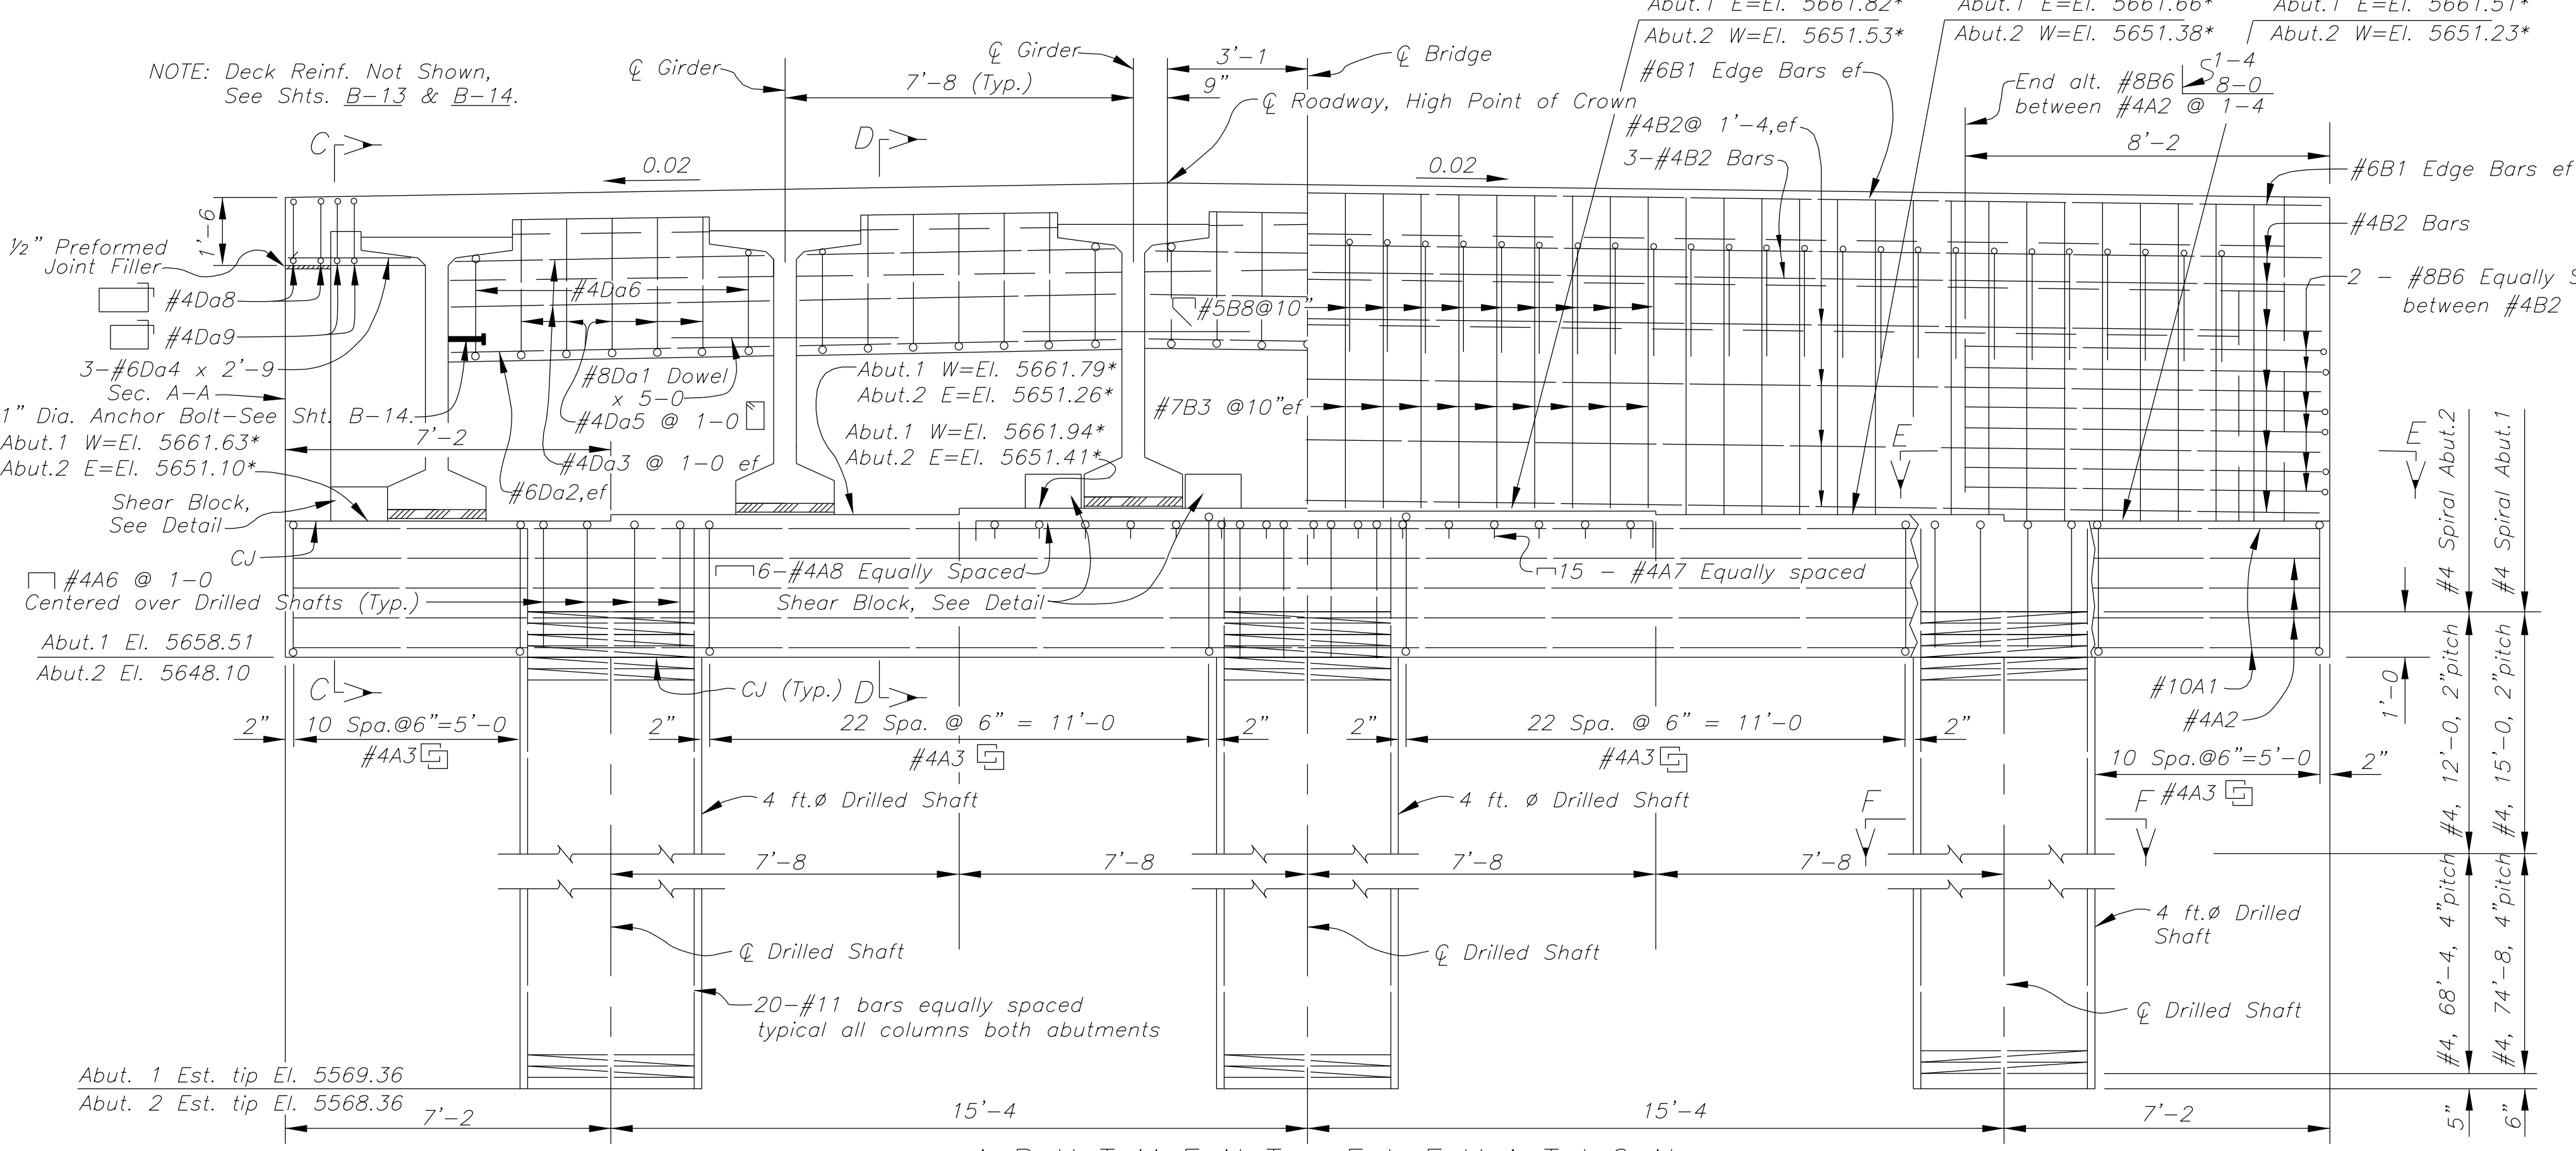 Abut.1 E=El. 5661.82*
Abut.2 W=El. 5651.53*
Abut.1 E=El. 5661.66*
Abut.2 W=El. 5651.38*
Abut.1 E=El. 5661.51*
Abut.2 W=El. 5651.23*
NOTE: Deck Reinf. Not Shown,
See Shts. B-13 & B-14.
℄ Girder
7'-8 (Typ.)
℄ Girder
3'-1
9"
℄ Bridge
℄ Roadway, High Point of Crown
#6B1 Edge Bars ef
#4B2@ 1'-4,ef
3-#4B2 Bars
End alt. #8B6
1-4
8-0
between #4A2 @ 1-4
8'-2
C
D
0.02
0.02
#6B1 Edge Bars ef
#4B2 Bars
2 - #8B6 Equally S
between #4B2
1'-6
½" Preformed
Joint Filler
#4Da8
#4Da9
3-#6Da4 x 2'-9
Sec. A-A
1" Dia. Anchor Bolt-See Sht. B-14.
Abut.1 W=El. 5661.63*
Abut.2 E=El. 5651.10*
7'-2
Shear Block,
See Detail
CJ
#4Da6
#8Da1 Dowel
x 5-0
#4Da5 @ 1-0
#4Da3 @ 1-0 ef
#6Da2,ef
Abut.1 W=El. 5661.79*
Abut.2 E=El. 5651.26*
Abut.1 W=El. 5661.94*
Abut.2 E=El. 5651.41*
#5B8@10"
#7B3 @10"ef
E
E
#4A6 @ 1-0
Centered over Drilled Shafts (Typ.)
6-#4A8 Equally Spaced
Shear Block, See Detail
15 - #4A7 Equally spaced
Abut.1 El. 5658.51
Abut.2 El. 5648.10
C
CJ (Typ.)
D
#10A1
#4A2
1'-0
2"
10 Spa.@6"=5'-0
#4A3
2"
22 Spa. @ 6" = 11'-0
#4A3
2"
2"
22 Spa. @ 6" = 11'-0
#4A3
2"
10 Spa.@6"=5'-0
#4A3
2"
4 ft.ø Drilled Shaft
4 ft. ø Drilled Shaft
F
F
7'-8
7'-8
7'-8
7'-8
4 ft.ø Drilled
Shaft
℄ Drilled Shaft
℄ Drilled Shaft
℄ Drilled Shaft
20-#11 bars equally spaced
typical all columns both abutments
Abut. 1 Est. tip El. 5569.36
Abut. 2 Est. tip El. 5568.36
7'-2
15'-4
15'-4
7'-2
#4 Spiral Abut.2
#4, 12'-0, 2"pitch
#4, 68'-4, 4"pitch
5"
#4 Spiral Abut.1
#4, 15'-0, 2"pitch
#4, 74'-8, 4"pitch
6"